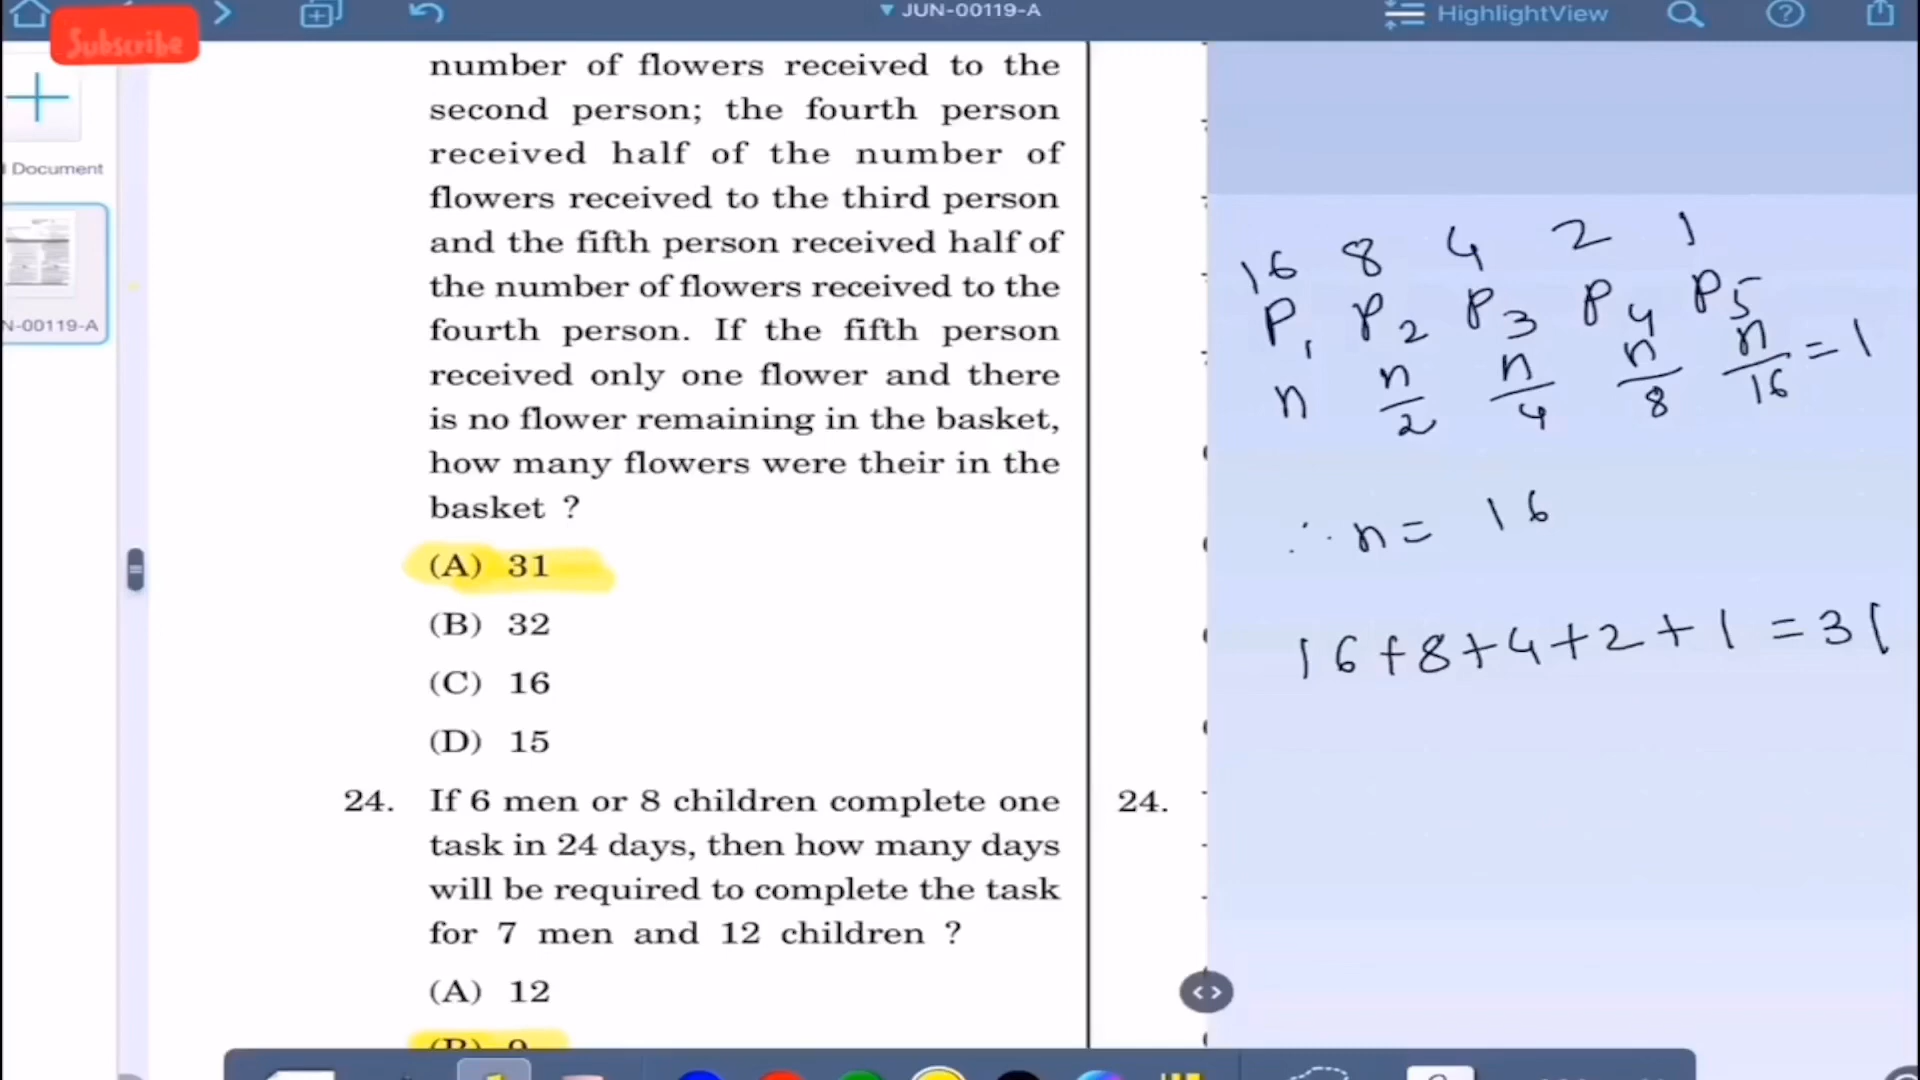 JUN-00119-A
HighlightView
Subscribe
Document
N-00119-A
number of flowers received to the
second person; the fourth person
received half of the number of
flowers received to the third person
and the fifth person received half of
the number of flowers received to the
fourth person. If the fifth person
received only one flower and there
is no flower remaining in the basket,
how many flowers were their in the
basket ?
(A) 31
(B) 32
(C) 16
(D) 15
24. If 6 men or 8 children complete one
task in 24 days, then how many days
will be required to complete the task
for 7 men and 12 children ?
(A) 12
(B) 9
24.
16 8 4 2 1
P1 P2 P3 P4 P5
n n/2 n/4 n/8 n/16 = 1
∴ n = 16
16+8+4+2+1 = 31